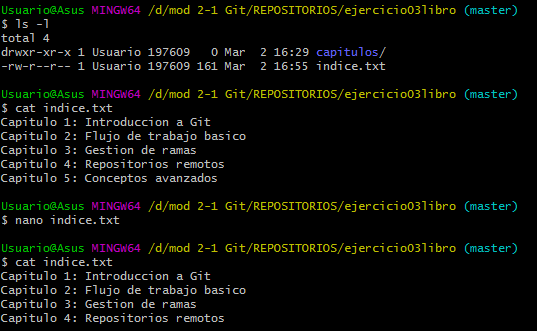 Usuario@Asus MINGW64 /d/mod 2-1 Git/REPOSITORIOS/ejercicio03libro (master)
$ ls -l
total 4
drwxr-xr-x 1 Usuario 197609   0 Mar  2 16:29 capitulos/
-rw-r--r-- 1 Usuario 197609 161 Mar  2 16:55 indice.txt
Usuario@Asus MINGW64 /d/mod 2-1 Git/REPOSITORIOS/ejercicio03libro (master)
$ cat indice.txt
Capitulo 1: Introduccion a Git
Capitulo 2: Flujo de trabajo basico
Capitulo 3: Gestion de ramas
Capitulo 4: Repositorios remotos
Capitulo 5: Conceptos avanzados
Usuario@Asus MINGW64 /d/mod 2-1 Git/REPOSITORIOS/ejercicio03libro (master)
$ nano indice.txt
Usuario@Asus MINGW64 /d/mod 2-1 Git/REPOSITORIOS/ejercicio03libro (master)
$ cat indice.txt
Capitulo 1: Introduccion a Git
Capitulo 2: Flujo de trabajo basico
Capitulo 3: Gestion de ramas
Capitulo 4: Repositorios remotos